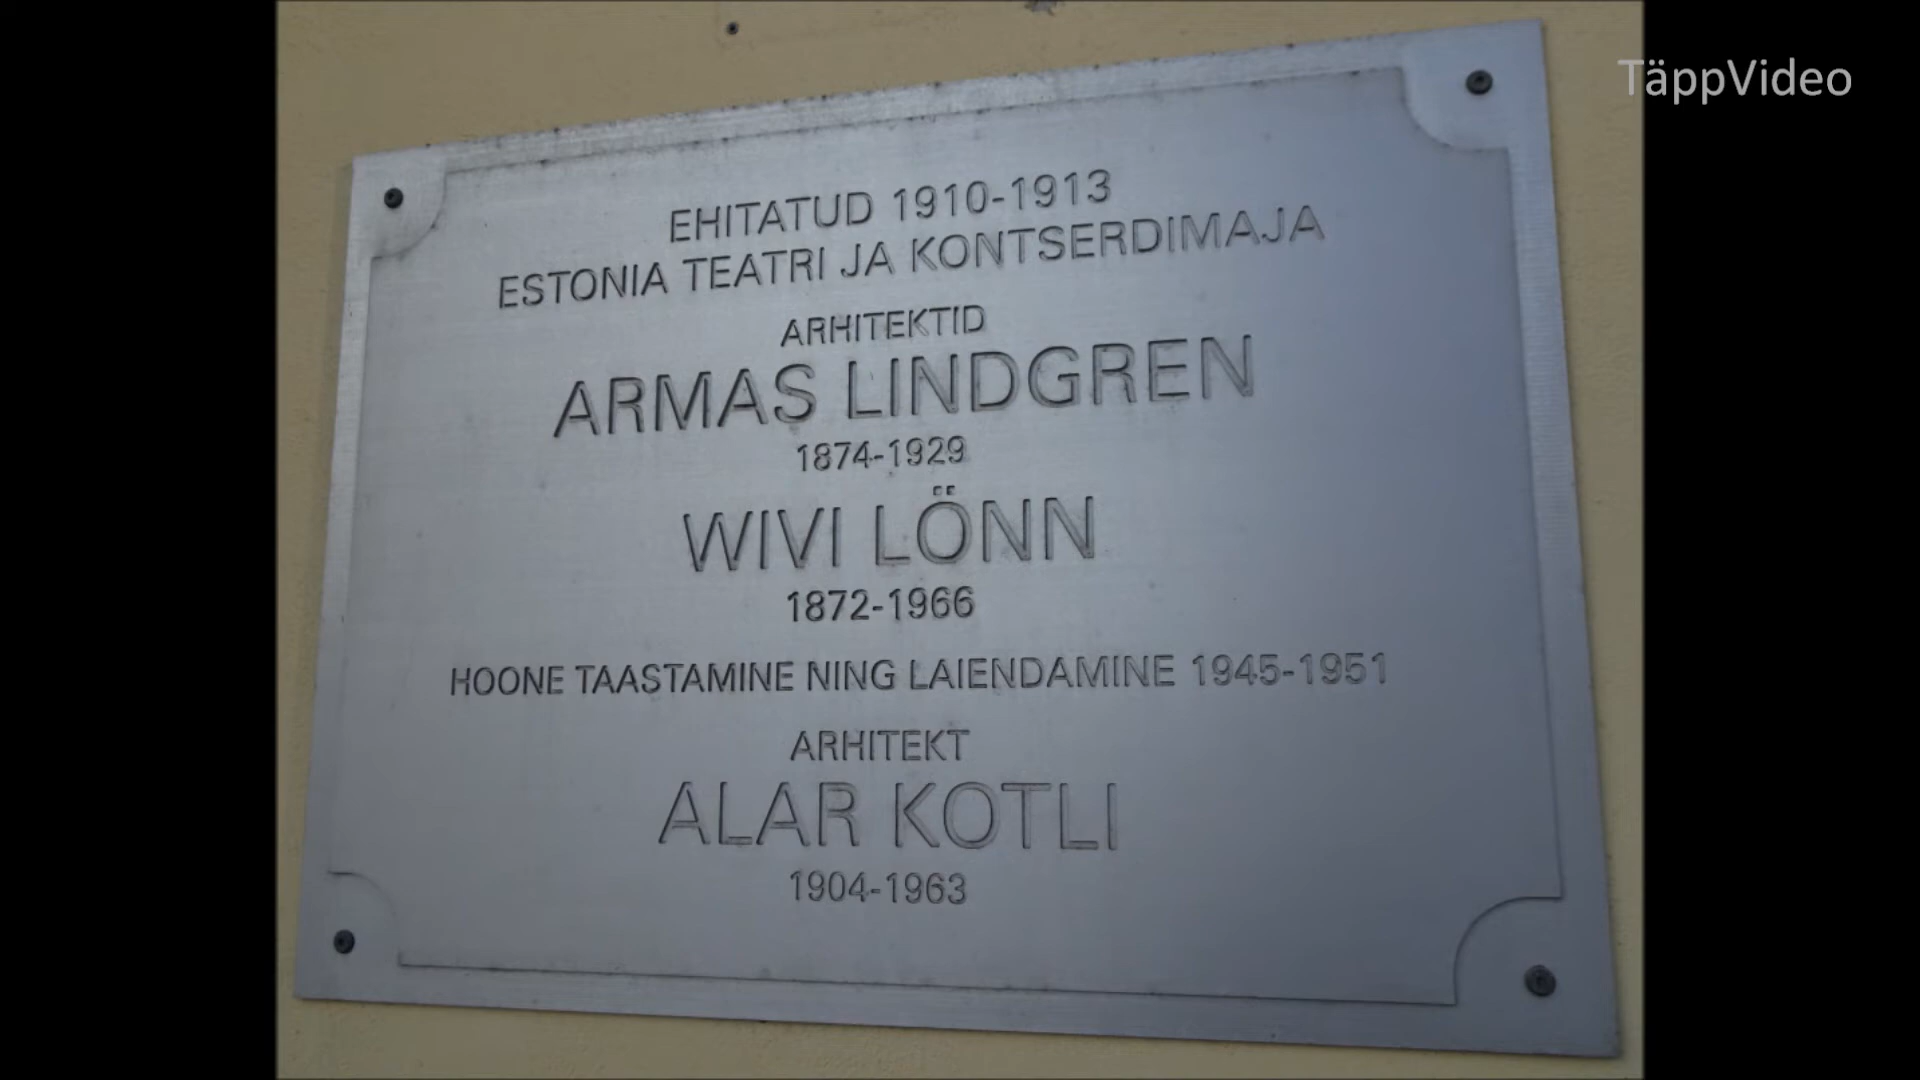 TäppVideo
EHITATUD 1910-1913
ESTONIA TEATRI JA KONTSERDIMAJA
ARHITEKTID
ARMAS LINDGREN
1874-1929
WIVI LÖNN
1872-1966
HOONE TAASTAMINE NING LAIENDAMINE 1945-1951
ARHITEKT
ALAR KOTLI
1904-1963